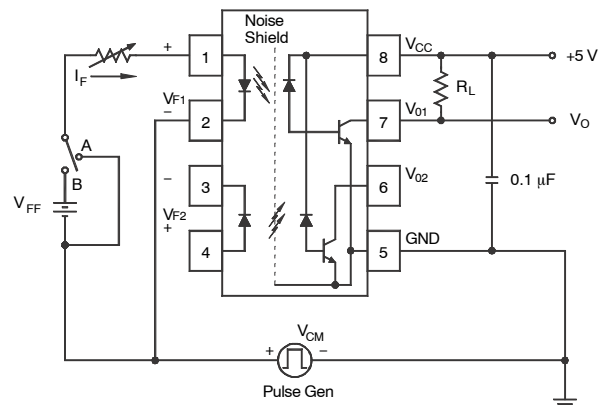 Noise
Shield
+
1
8
V_CC
+5 V
I_F
R_L
V_F1
−
2
7
V_01
V_O
A
B
−
3
6
V_02
0.1 µF
V_FF
V_F2
+
4
5
GND
V_CM
+
−
Pulse Gen